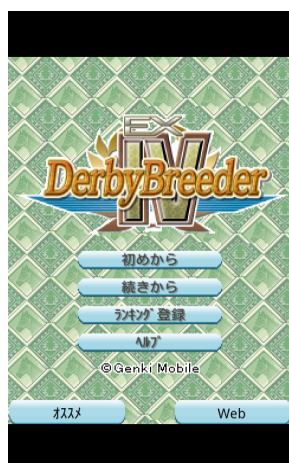 EX
IV
DerbyBreeder
初めから
続きから
ﾗﾝｷﾝｸﾞ登録
ﾍﾙﾌﾟ
©Genki Mobile
ｵｽｽﾒ
Web